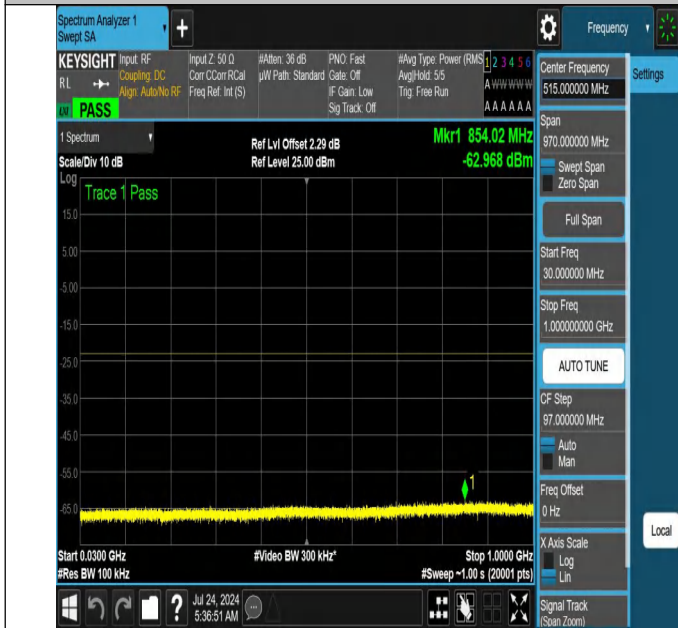 Spectrum Analyzer 1
Swept SA
+
Frequency
KEYSIGHT
RL
LXI
PASS
Input: RF
Coupling: DC
Align: Auto/No RF
Input Z: 50 Ω
Corr CCorr RCal
Freq Ref: Int (S)
#Atten: 36 dB
µW Path: Standard
PNO: Fast
Gate: Off
IF Gain: Low
Sig Track: Off
#Avg Type: Power (RMS
Avg|Hold: 5/5
Trig: Free Run
1 2 3 4 5 6
A W W W W W
A A A A A A
Center Frequency
515.000000 MHz
Settings
Span
970.000000 MHz
Swept Span
Zero Span
Full Span
Start Freq
30.000000 MHz
Stop Freq
1.000000000 GHz
AUTO TUNE
CF Step
97.000000 MHz
Auto
Man
Freq Offset
0 Hz
X Axis Scale
Log
Lin
Signal Track
(Span Zoom)
Local
1 Spectrum
Scale/Div 10 dB
Ref Lvl Offset 2.29 dB
Ref Level 25.00 dBm
Mkr1 854.02 MHz
-62.968 dBm
Log
Trace 1 Pass
15.0
5.00
-5.00
-15.0
-25.0
-35.0
-45.0
-55.0
-65.0
1
Start 0.0300 GHz
#Res BW 100 kHz
#Video BW 300 kHz*
Stop 1.0000 GHz
#Sweep ~1.00 s (20001 pts)
?
Jul 24, 2024
5:36:51 AM